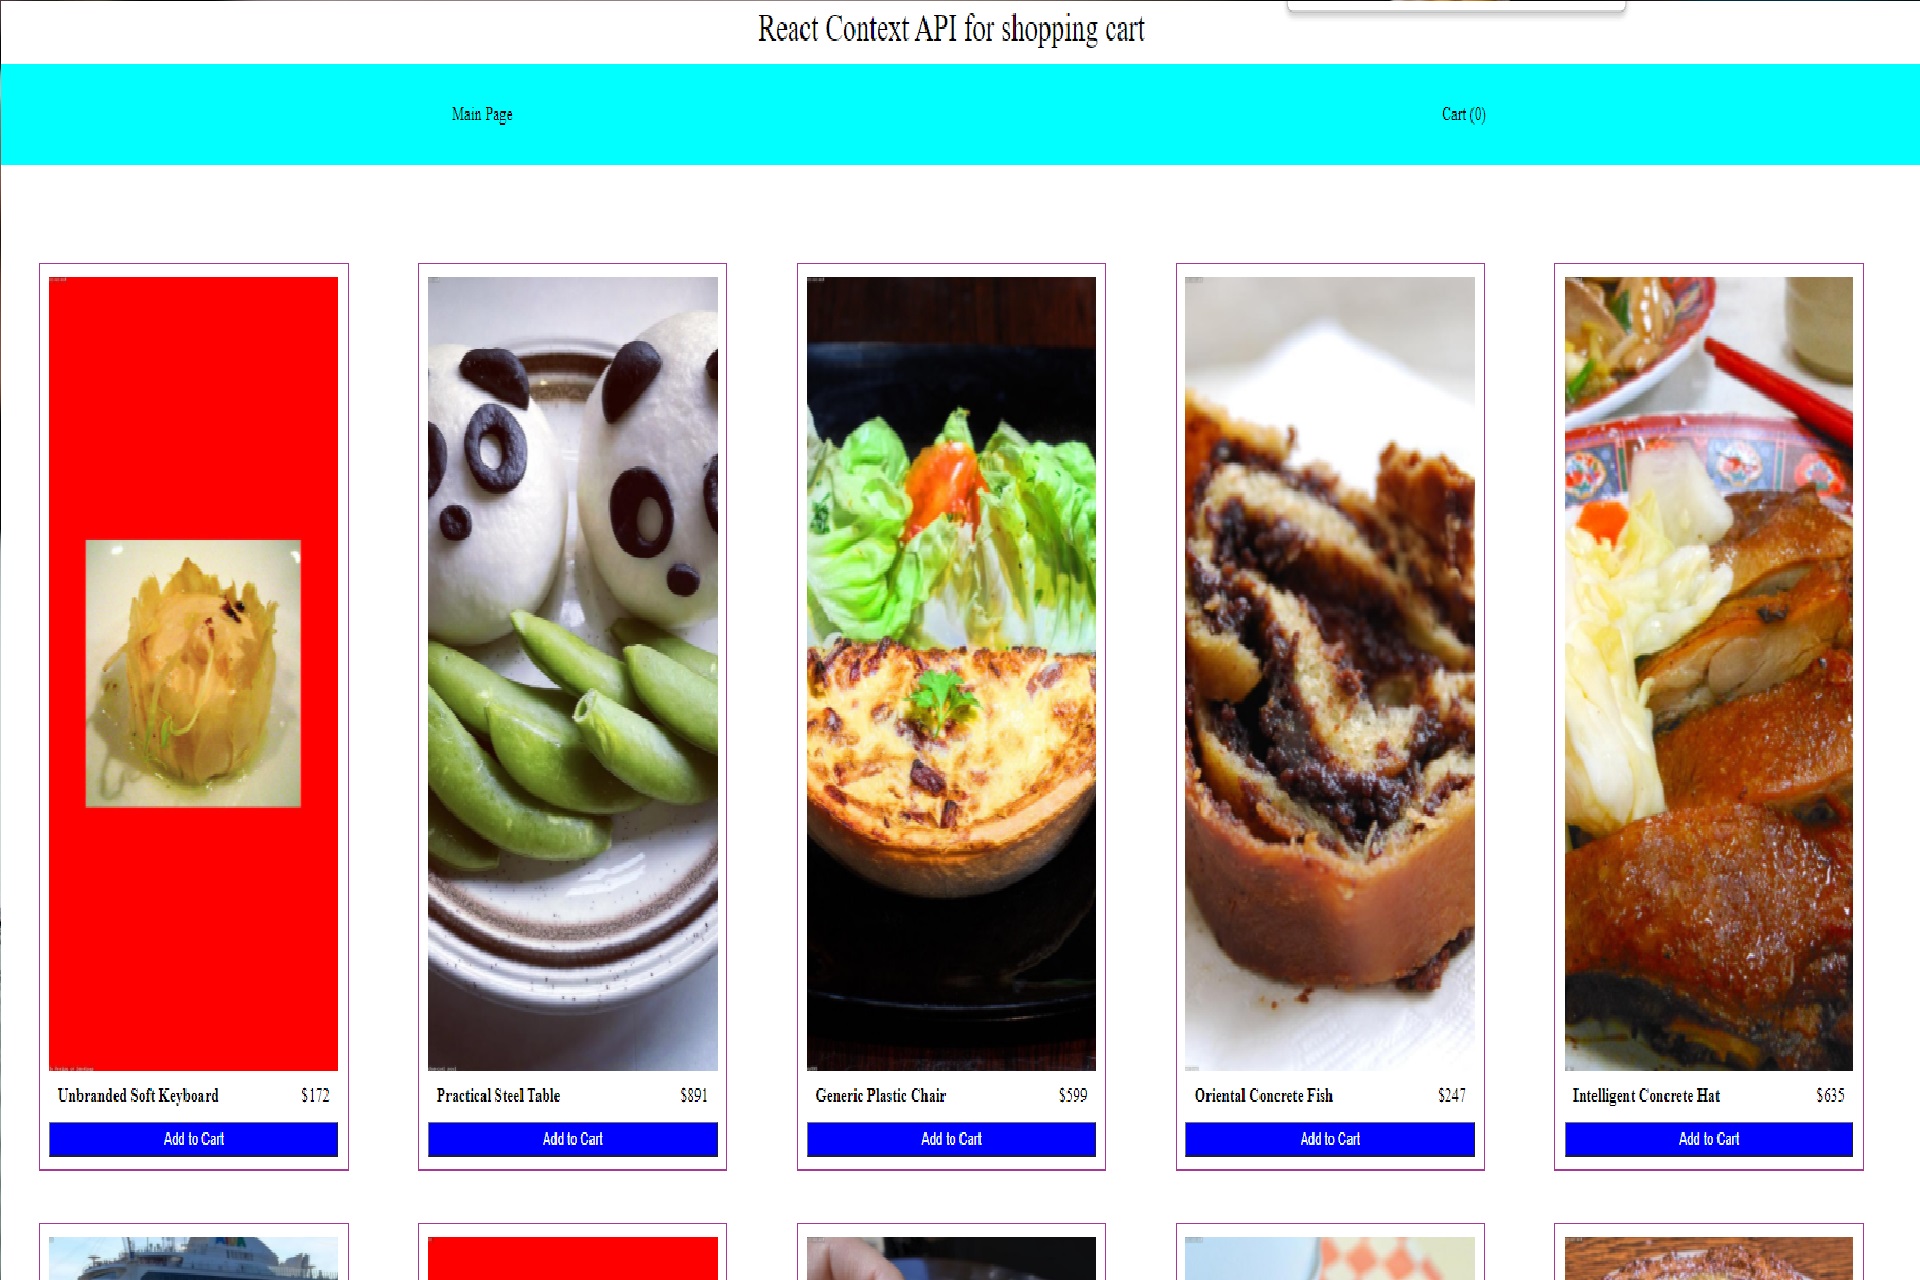 React Context API for shopping cart
Main Page
Cart (0)
Unbranded Soft Keyboard $172
Add to Cart
Practical Steel Table $891
Add to Cart
Generic Plastic Chair $599
Add to Cart
Oriental Concrete Fish $247
Add to Cart
Intelligent Concrete Hat $635
Add to Cart